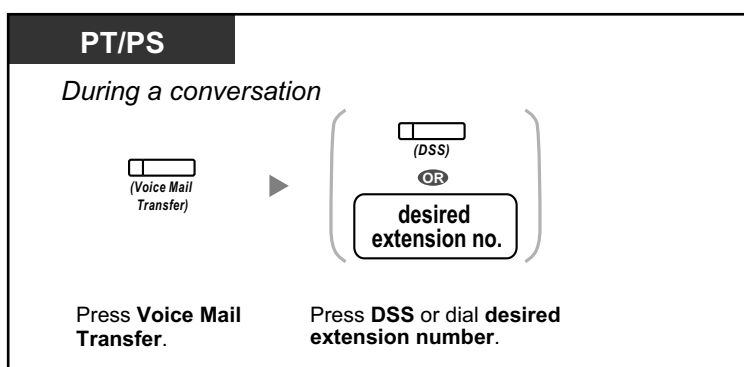 PT/PS
During a conversation
(Voice Mail
Transfer)
(DSS)
OR
desired
extension no.
Press Voice Mail
Transfer.
Press DSS or dial desired
extension number.